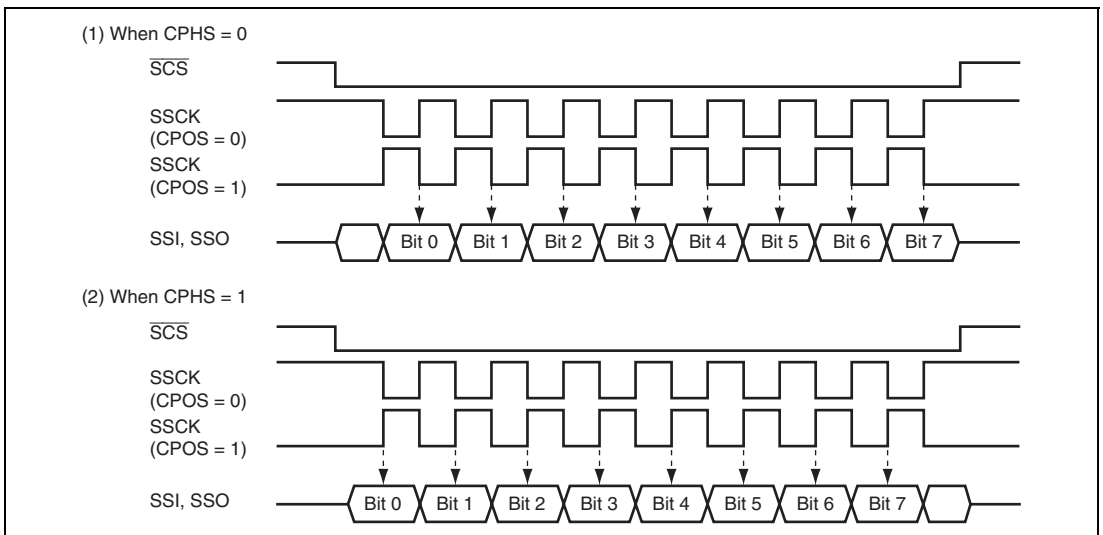 (1) When CPHS = 0
SCS
SSCK
(CPOS = 0)
SSCK
(CPOS = 1)
SSI, SSO
Bit 0 Bit 1 Bit 2 Bit 3 Bit 4 Bit 5 Bit 6 Bit 7
(2) When CPHS = 1
SCS
SSCK
(CPOS = 0)
SSCK
(CPOS = 1)
SSI, SSO
Bit 0 Bit 1 Bit 2 Bit 3 Bit 4 Bit 5 Bit 6 Bit 7